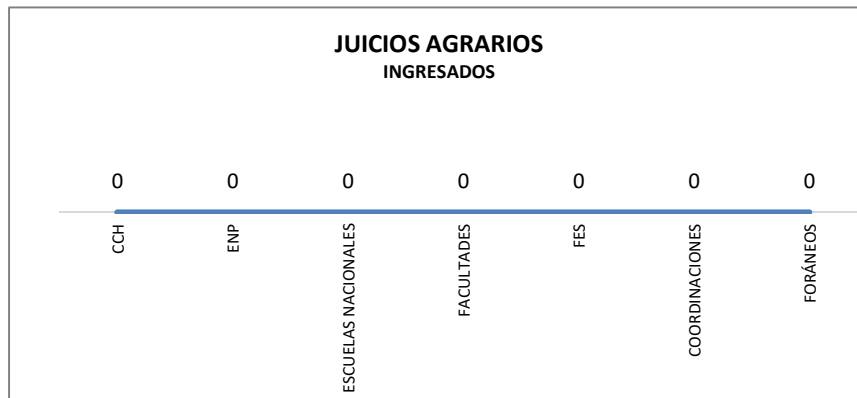 JUICIOS AGRARIOS
INGRESADOS
0 0 0 0 0 0 0
CCH
ENP
ESCUELAS NACIONALES
FACULTADES
FES
COORDINACIONES
FORÁNEOS